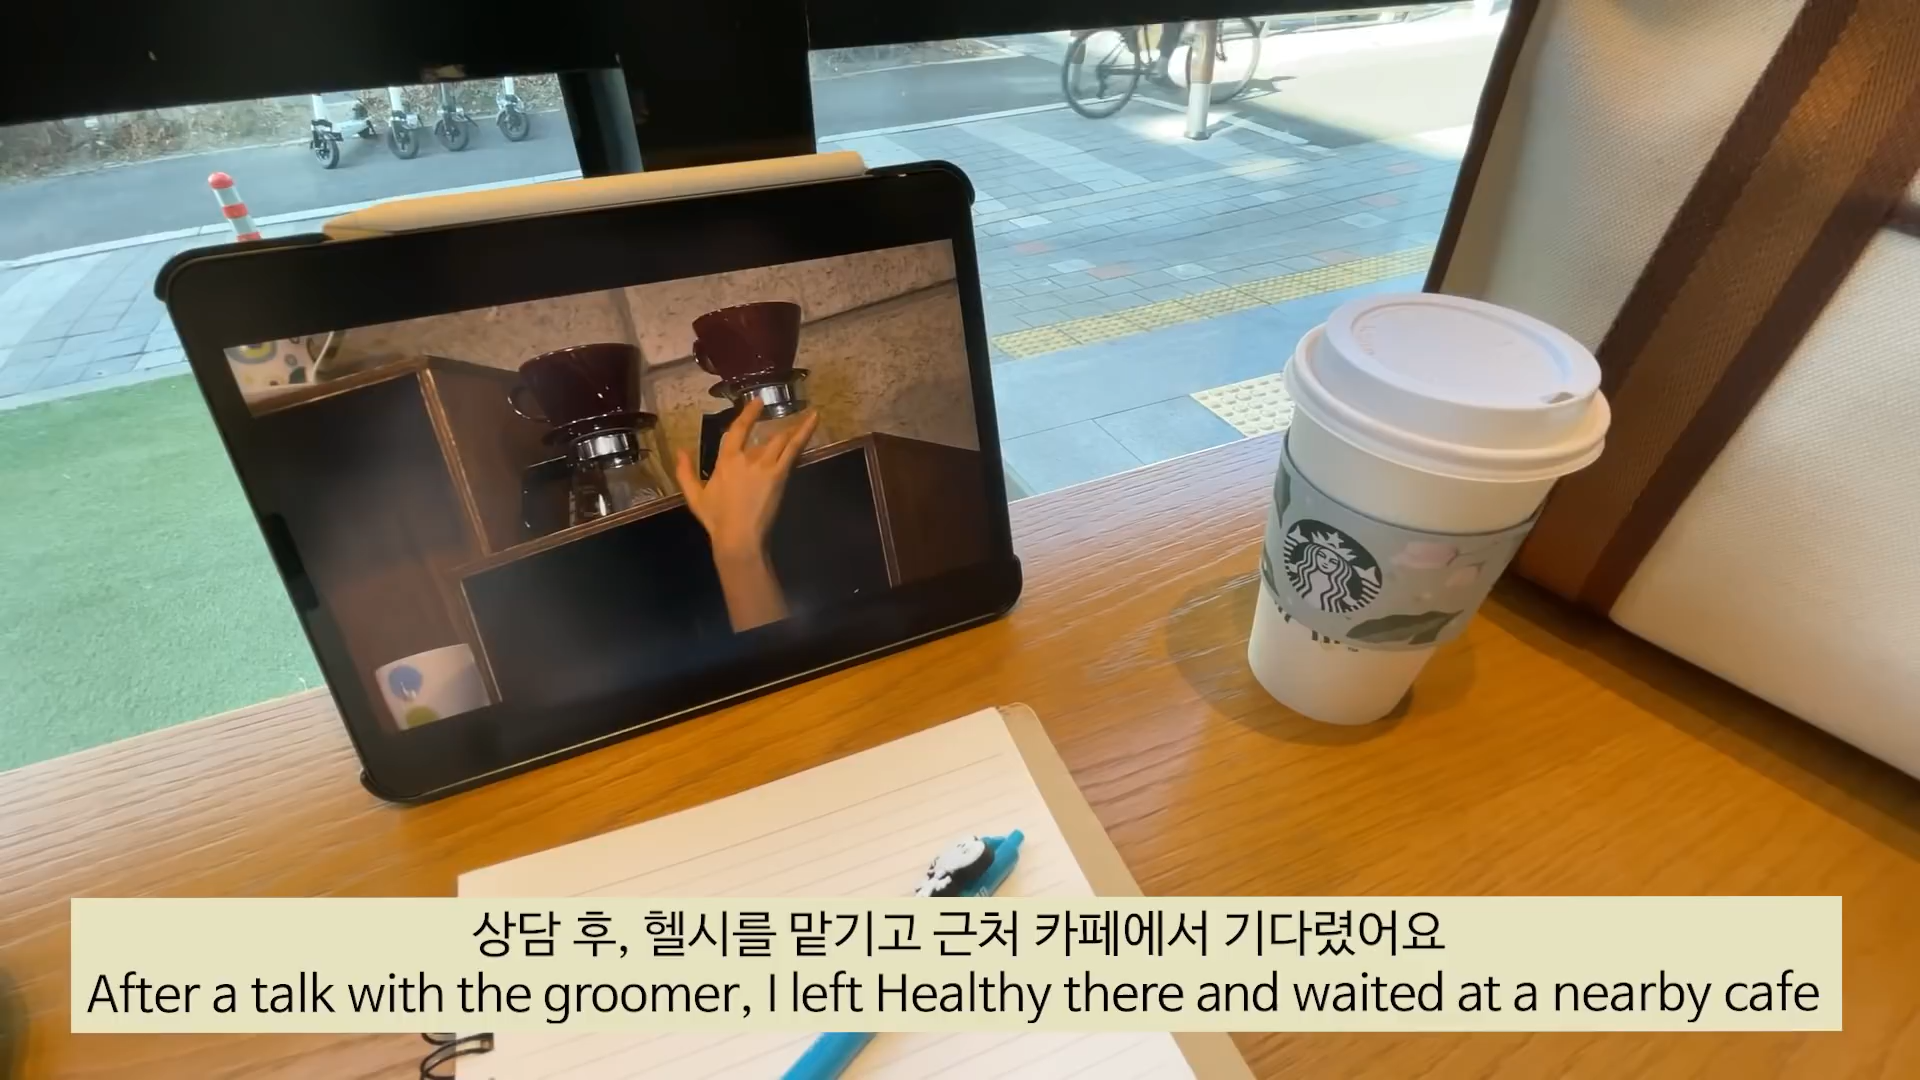 상담 후, 헬시를 맡기고 근처 카페에서 기다렸어요
After a talk with the groomer, I left Healthy there and waited at a nearby cafe